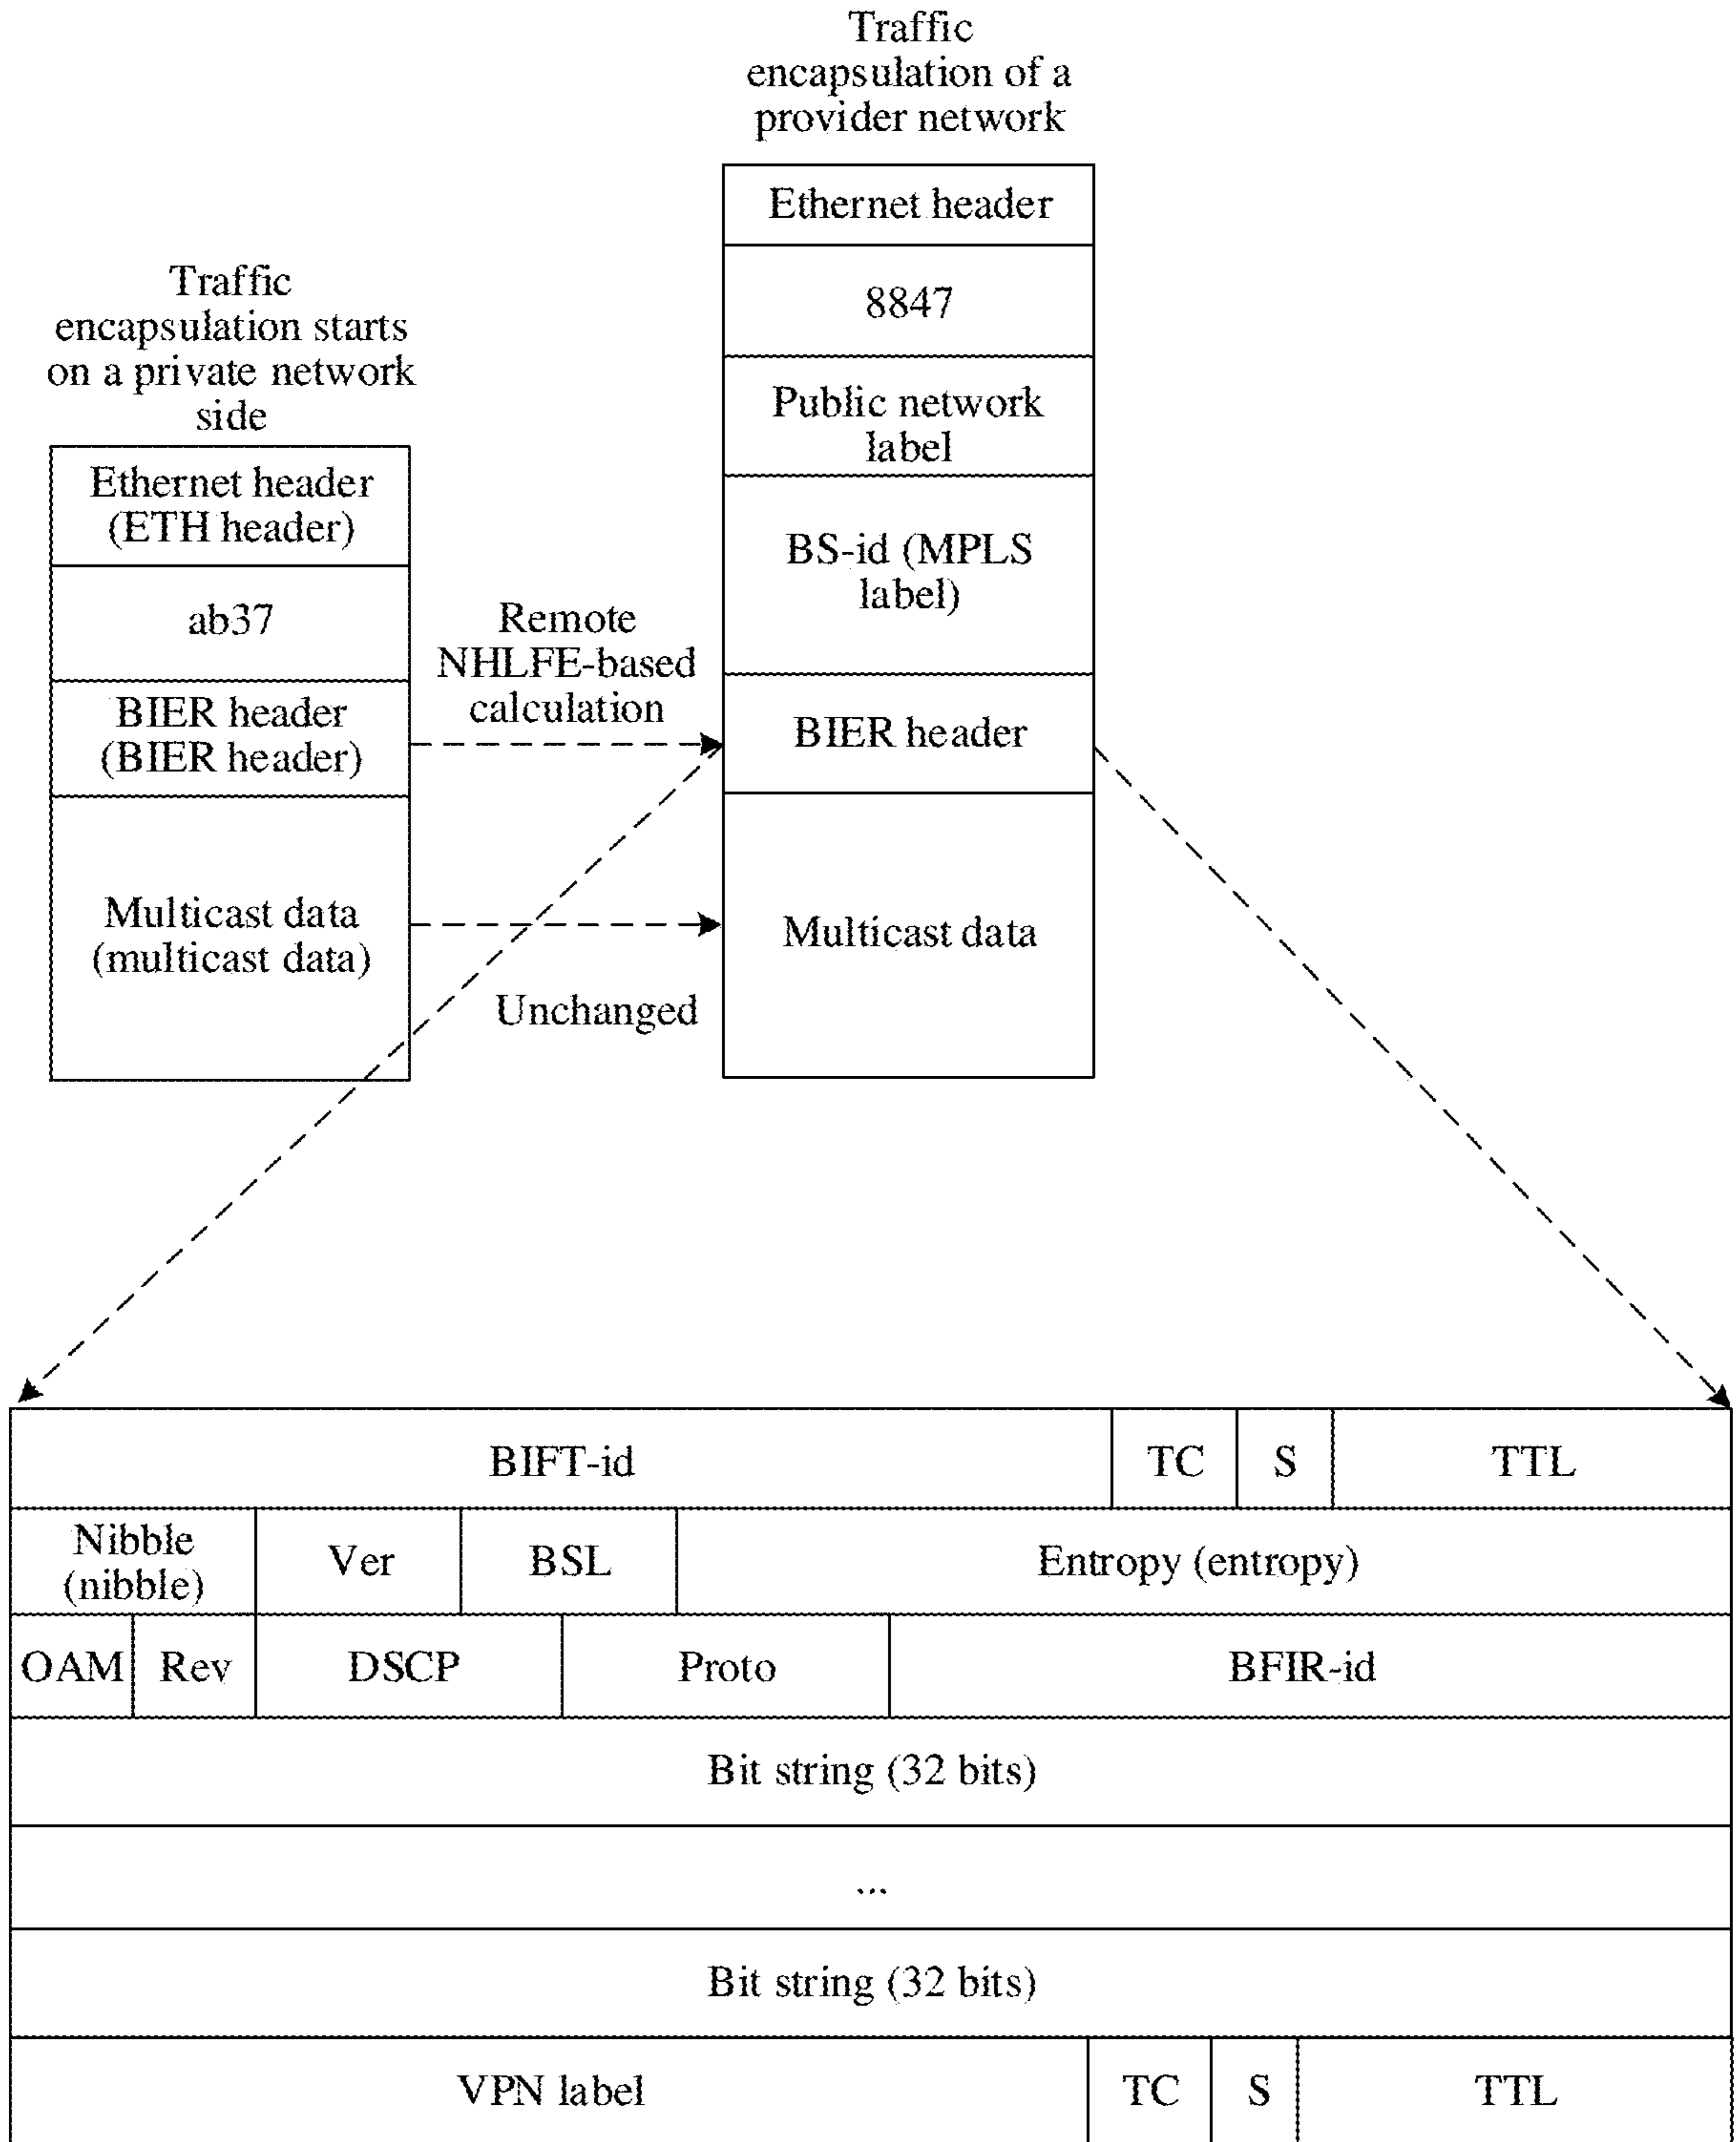 Traffic
encapsulation of a
provider network
Ethernet header
8847
Public network
label
BS-id (MPLS
label)
BIER header
Multicast data
Traffic
encapsulation starts
on a private network
side
Ethernet header
(ETH header)
ab37
BIER header
(BIER header)
Multicast data
(multicast data)
Remote
NHLFE-based
calculation
Unchanged
BIFT-id TC S TTL
Nibble
(nibble) Ver BSL Entropy (entropy)
OAM Rev DSCP Proto BFIR-id
Bit string (32 bits)
...
Bit string (32 bits)
VPN label TC S TTL